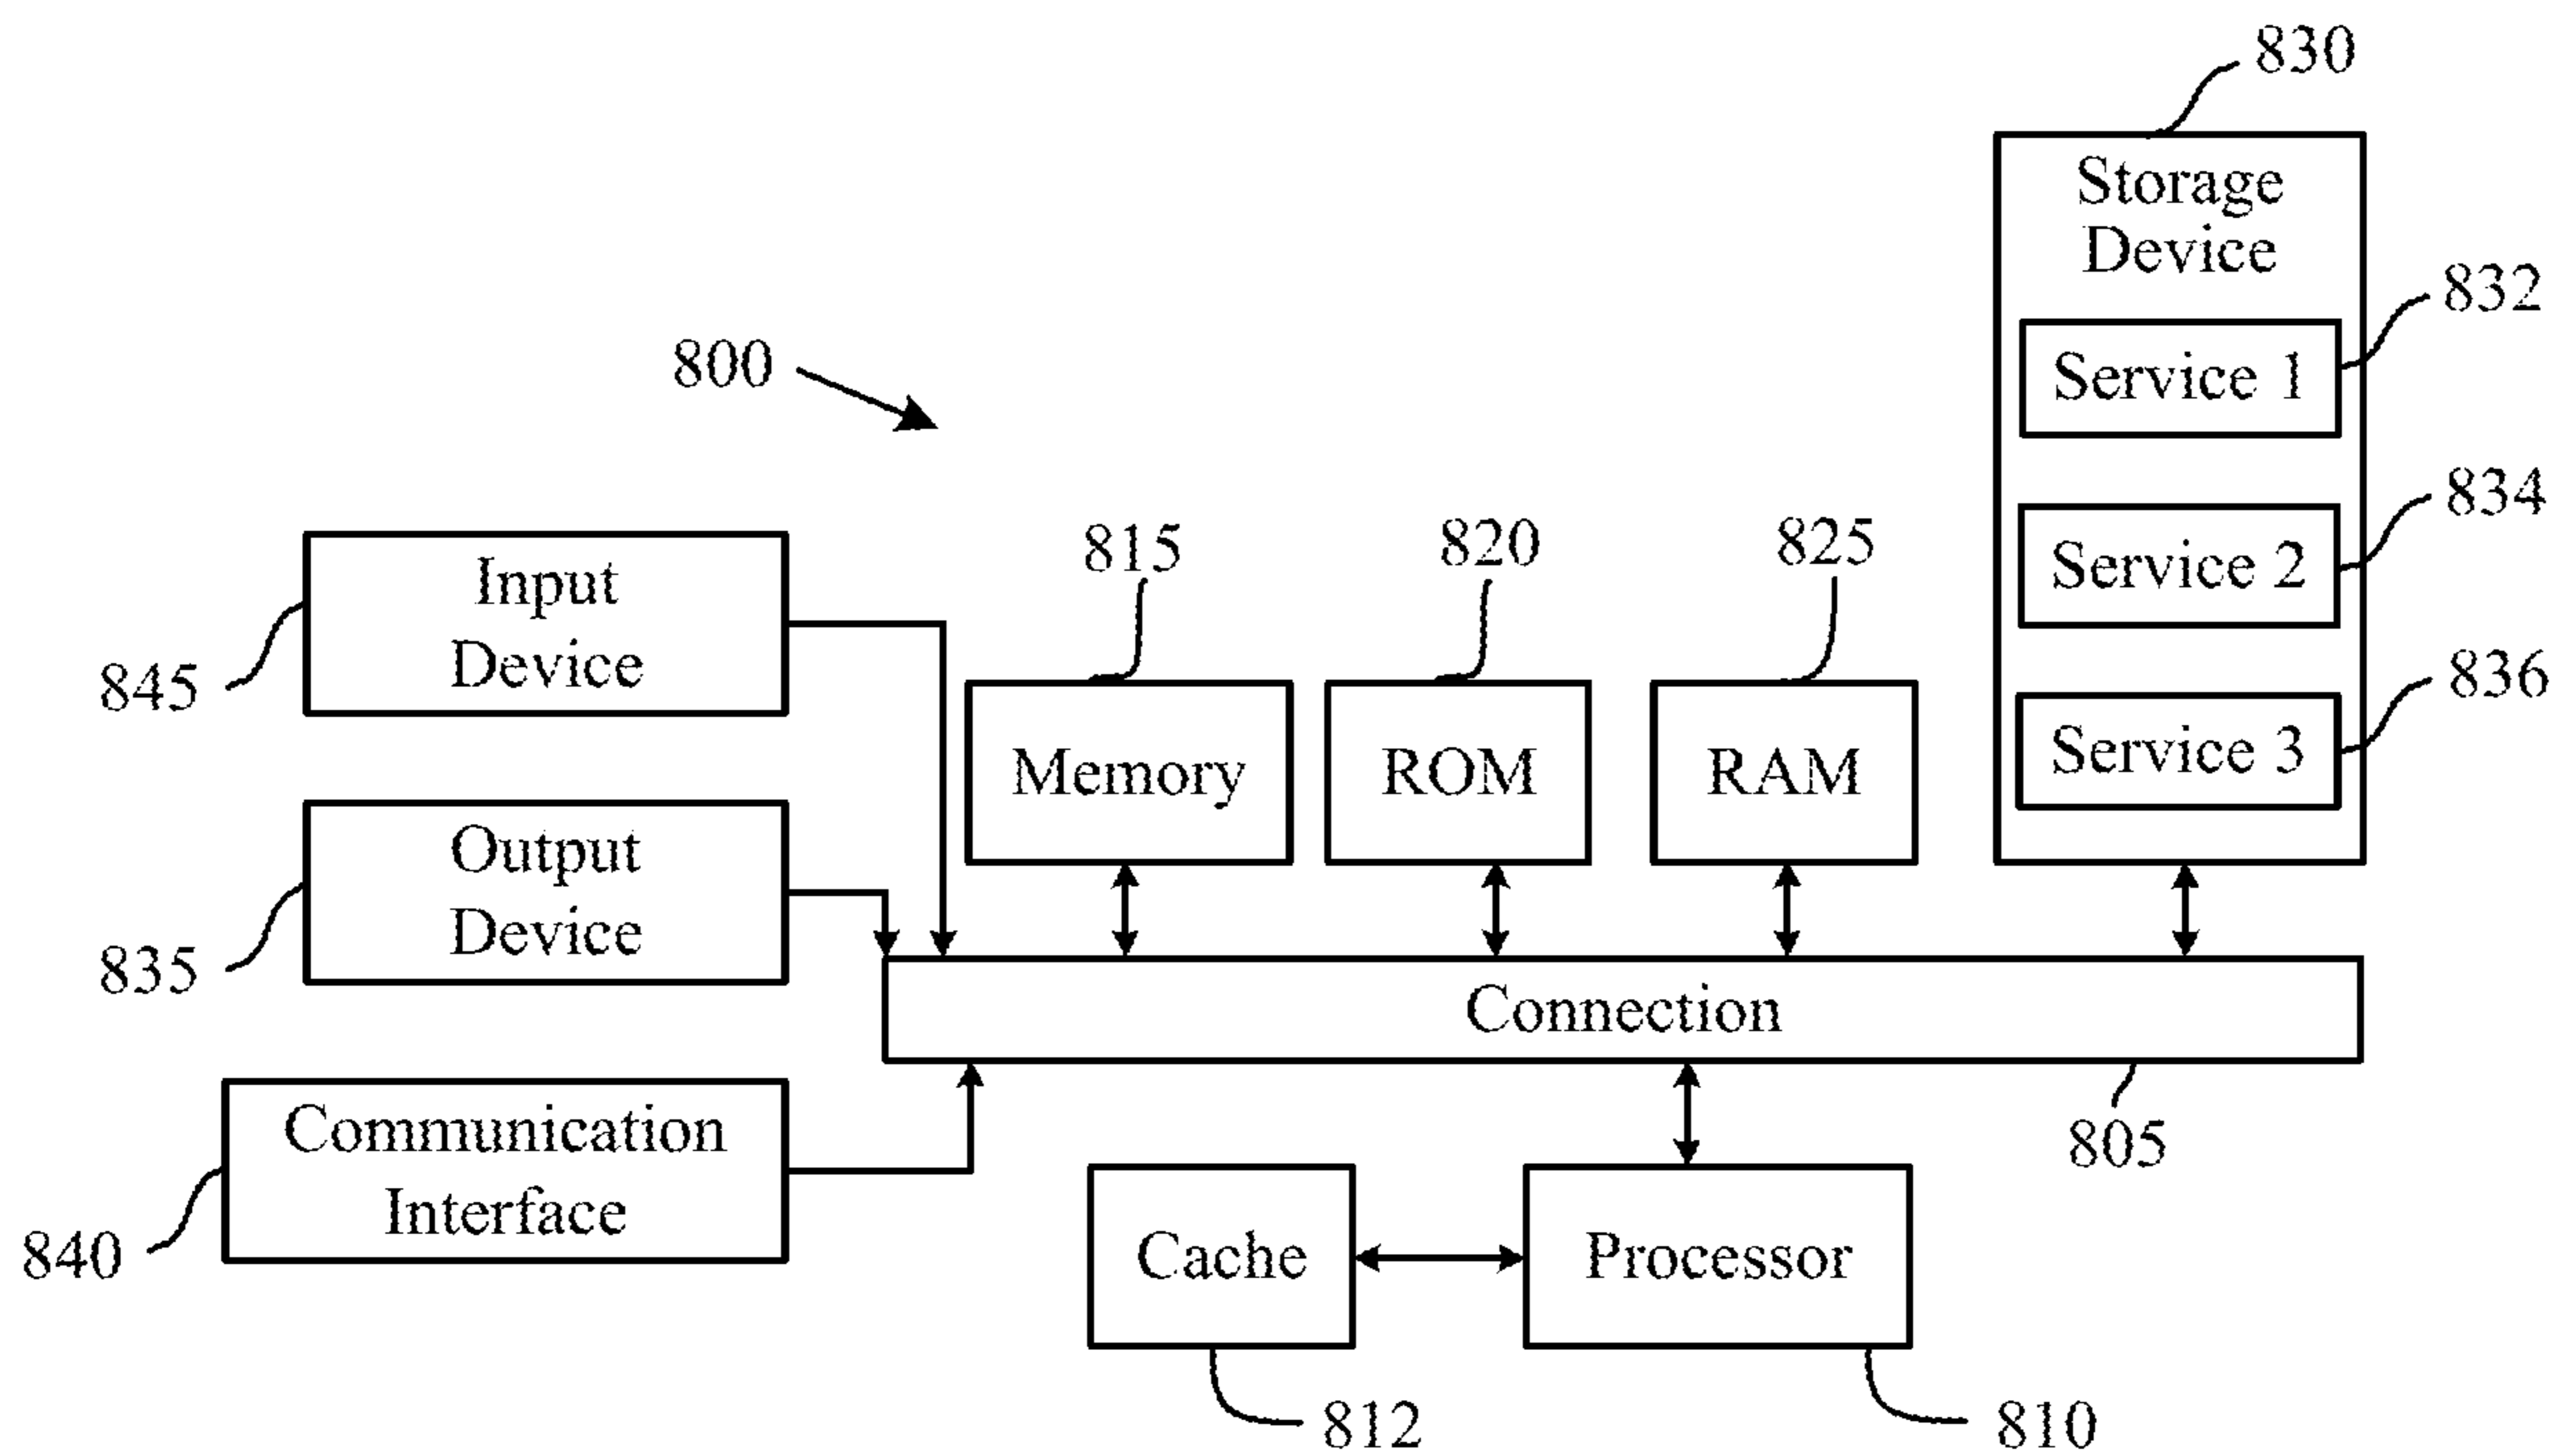 830
Storage
Device
832
Service 1
800
834
Service 2
815
820
825
Input
Device
845
836
Service 3
Memory
ROM
RAM
Output
Device
835
Connection
805
Communication
Interface
840
Cache
Processor
812
810